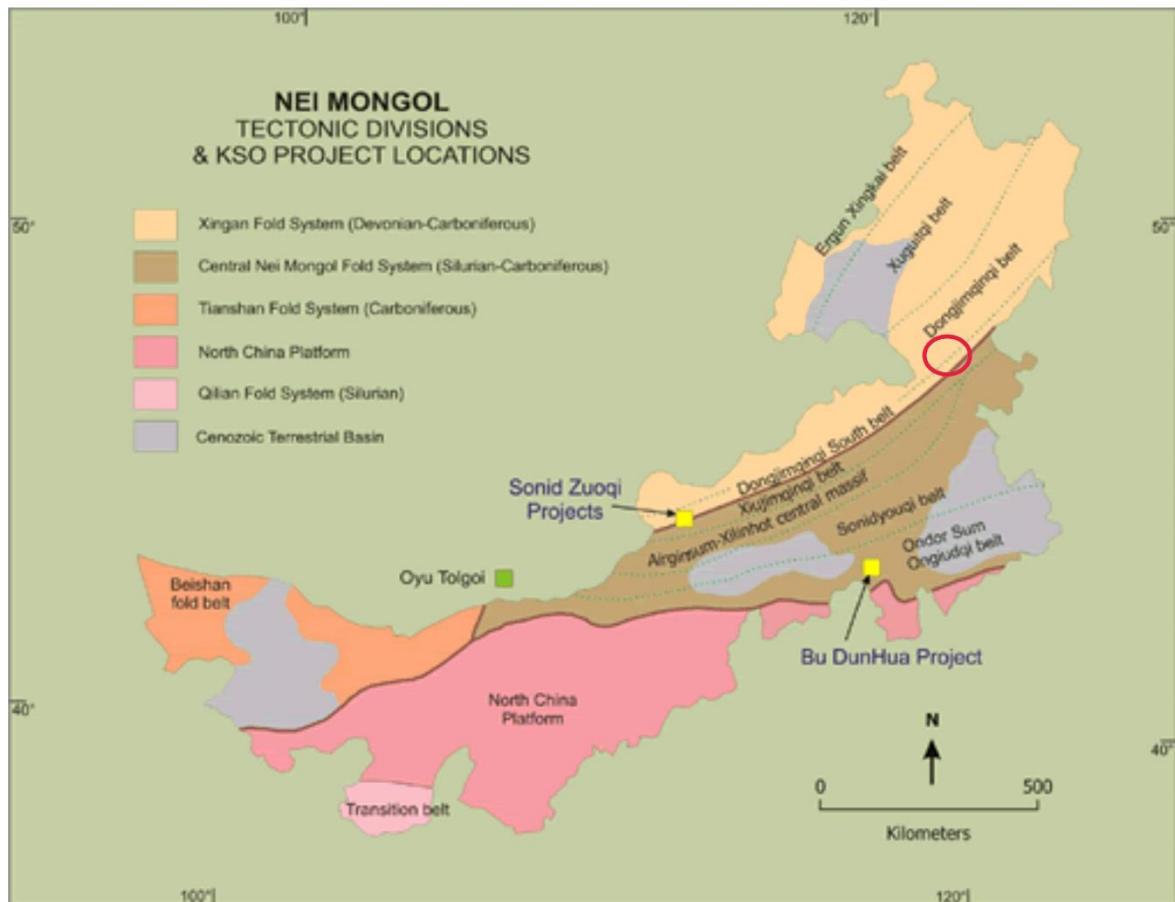 100°
120°
NEI MONGOL
TECTONIC DIVISIONS
& KSO PROJECT LOCATIONS
50°
50°
Xingan Fold System (Devonian-Carboniferous)
Central Nei Mongol Fold System (Silurian-Carboniferous)
Tianshan Fold System (Carboniferous)
North China Platform
Qilian Fold System (Silurian)
Cenozoic Terrestrial Basin
Ergun Xingkai belt
Xuguitqi belt
Dongjimqinqi belt
Dongjimqinqi South belt
Xiujimqinqi belt
Airginsum-Xilinhot central massif
Sonidyouqi belt
Ondor Sum
Ongiudqi belt
Sonid Zuoqi
Projects
Oyu Tolgoi
Beishan
fold belt
Bu DunHua Project
North China
Platform
Transition belt
40°
40°
N
0
500
Kilometers
100°
120°